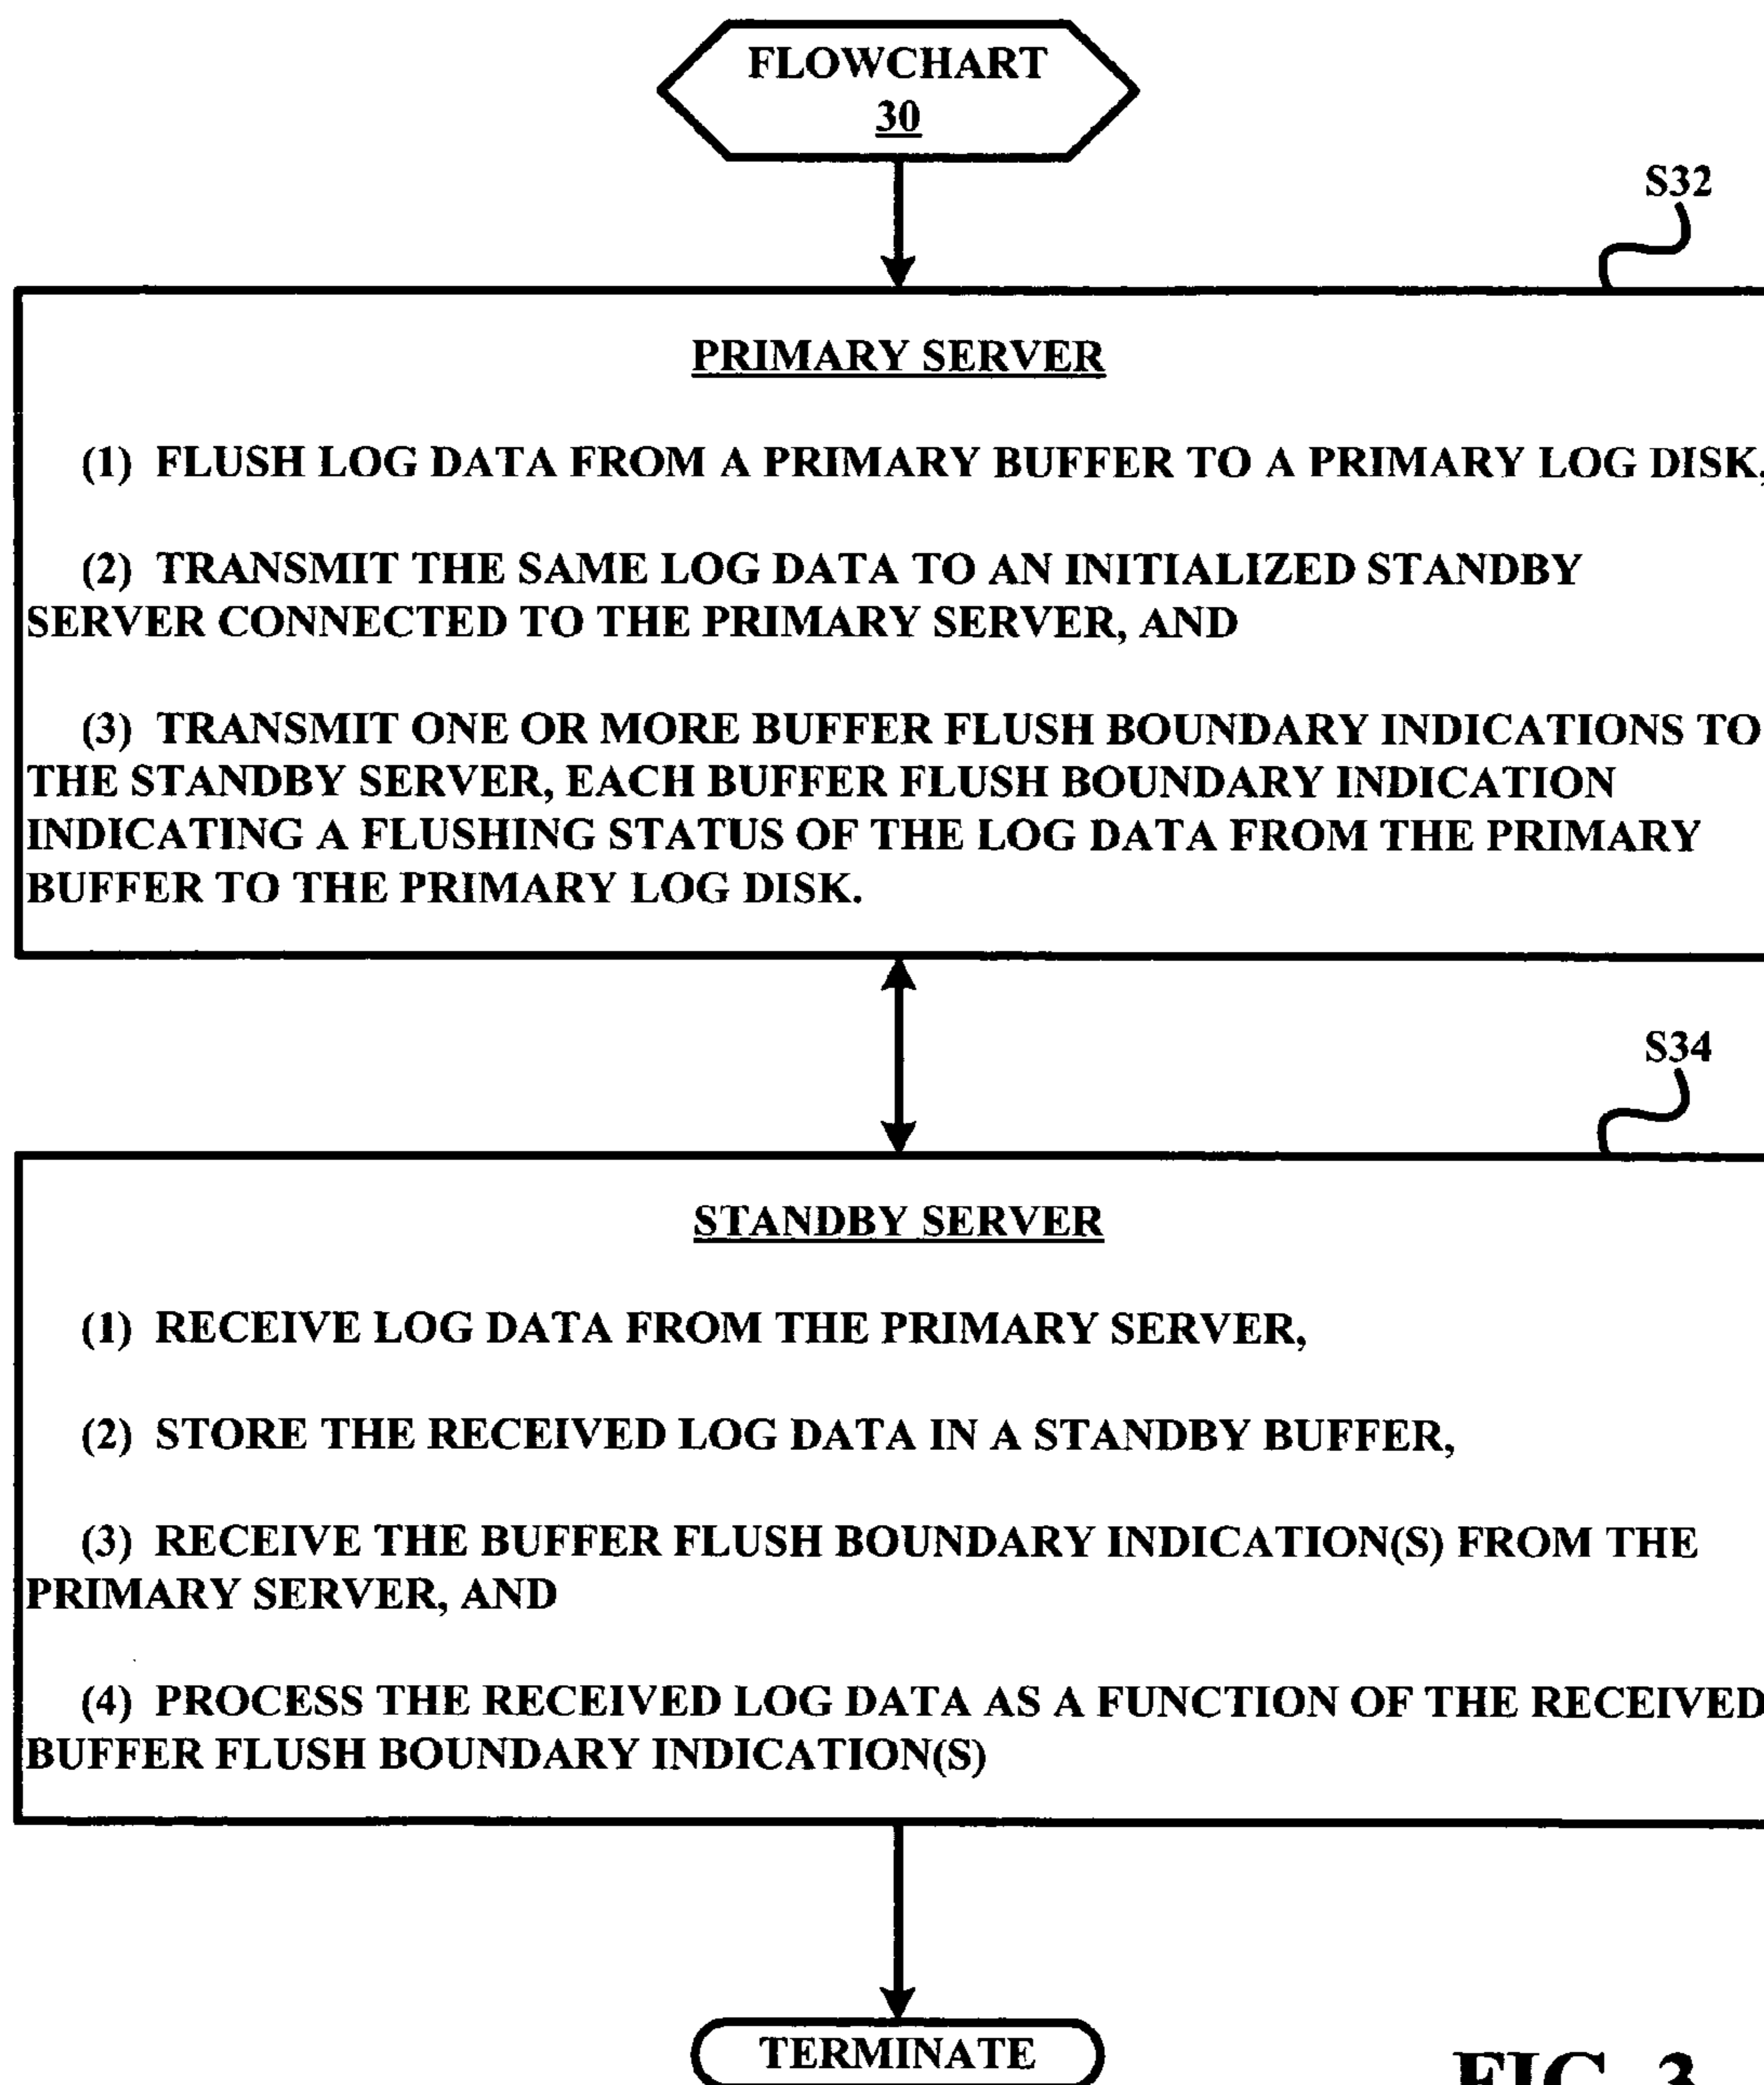 FLOWCHART
30
S32
PRIMARY SERVER
(1) FLUSH LOG DATA FROM A PRIMARY BUFFER TO A PRIMARY LOG DISK,
(2) TRANSMIT THE SAME LOG DATA TO AN INITIALIZED STANDBY
SERVER CONNECTED TO THE PRIMARY SERVER, AND
(3) TRANSMIT ONE OR MORE BUFFER FLUSH BOUNDARY INDICATIONS TO
THE STANDBY SERVER, EACH BUFFER FLUSH BOUNDARY INDICATION
INDICATING A FLUSHING STATUS OF THE LOG DATA FROM THE PRIMARY
BUFFER TO THE PRIMARY LOG DISK.
S34
STANDBY SERVER
(1) RECEIVE LOG DATA FROM THE PRIMARY SERVER,
(2) STORE THE RECEIVED LOG DATA IN A STANDBY BUFFER,
(3) RECEIVE THE BUFFER FLUSH BOUNDARY INDICATION(S) FROM THE
PRIMARY SERVER, AND
(4) PROCESS THE RECEIVED LOG DATA AS A FUNCTION OF THE RECEIVED
BUFFER FLUSH BOUNDARY INDICATION(S)
TERMINATE
FIG. 3